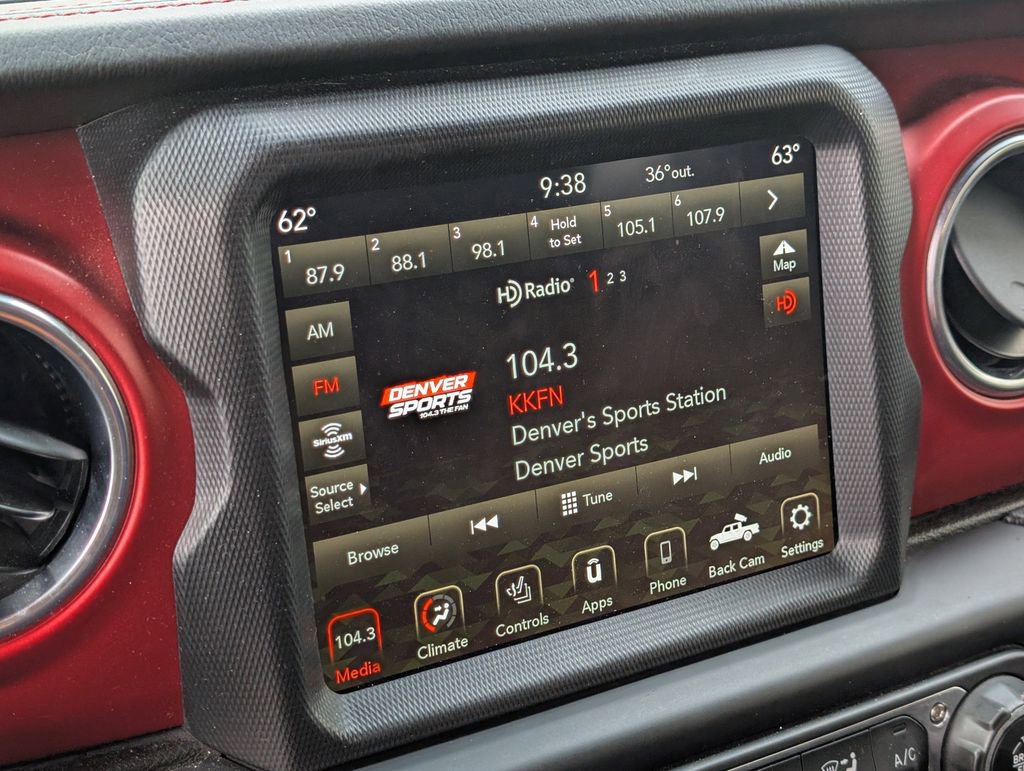 62°
9:38
36° out.
63°
1 87.9
2 88.1
3 98.1
4 Hold
to Set
5 105.1
6 107.9
Map
HD Radio® 1 2 3
HD
AM
FM
SiriusXM
Source
Select
DENVER
SPORTS
104.3 THE FAN
104.3
KKFN
Denver's Sports Station
Denver Sports
Browse
Tune
Audio
104.3
Media
Climate
Controls
u
Apps
Phone
Back Cam
Settings
A/C